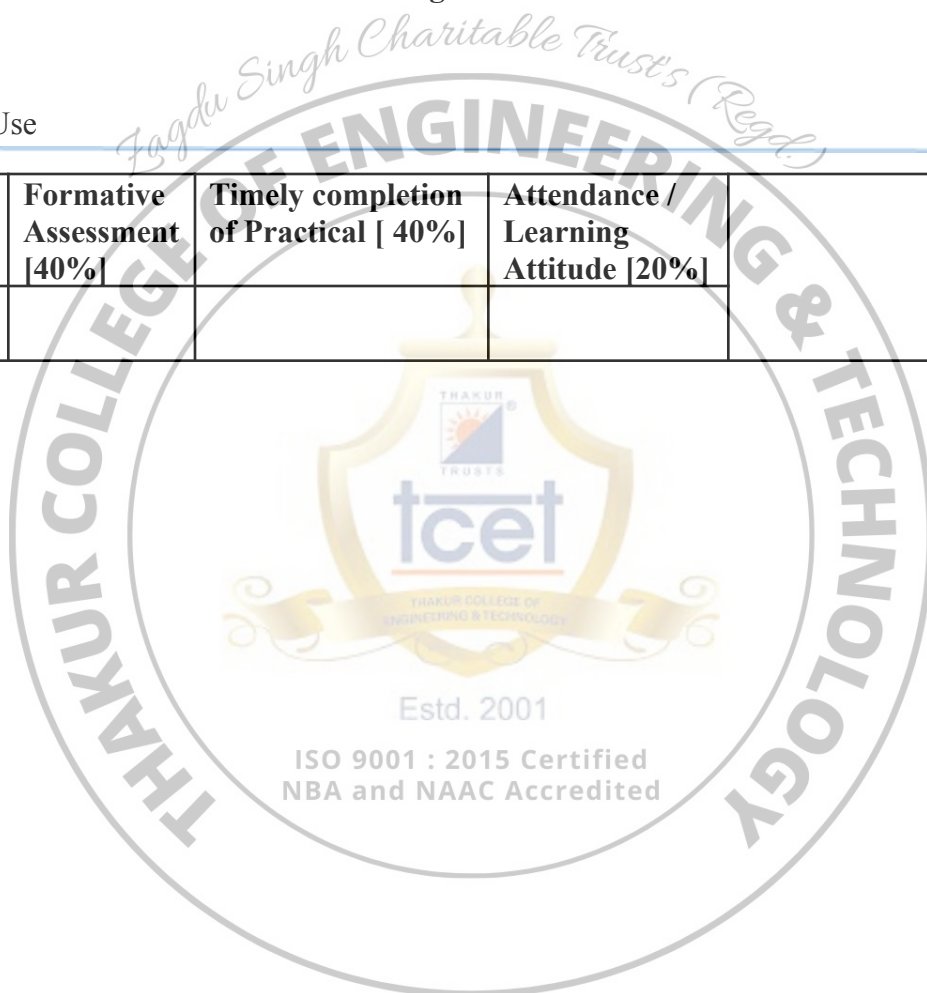 Zagdu Singh Charitable Trust's (Regd.)
THAKUR COLLEGE OF ENGINEERING & TECHNOLOGY
Use
Formative
Assessment
[40%]
Timely completion
of Practical [ 40%]
Attendance /
Learning
Attitude [20%]
THAKUR
®
TRUSTS
tcet
THAKUR COLLEGE OF
ENGINEERING & TECHNOLOGY
Estd. 2001
ISO 9001 : 2015 Certified
NBA and NAAC Accredited